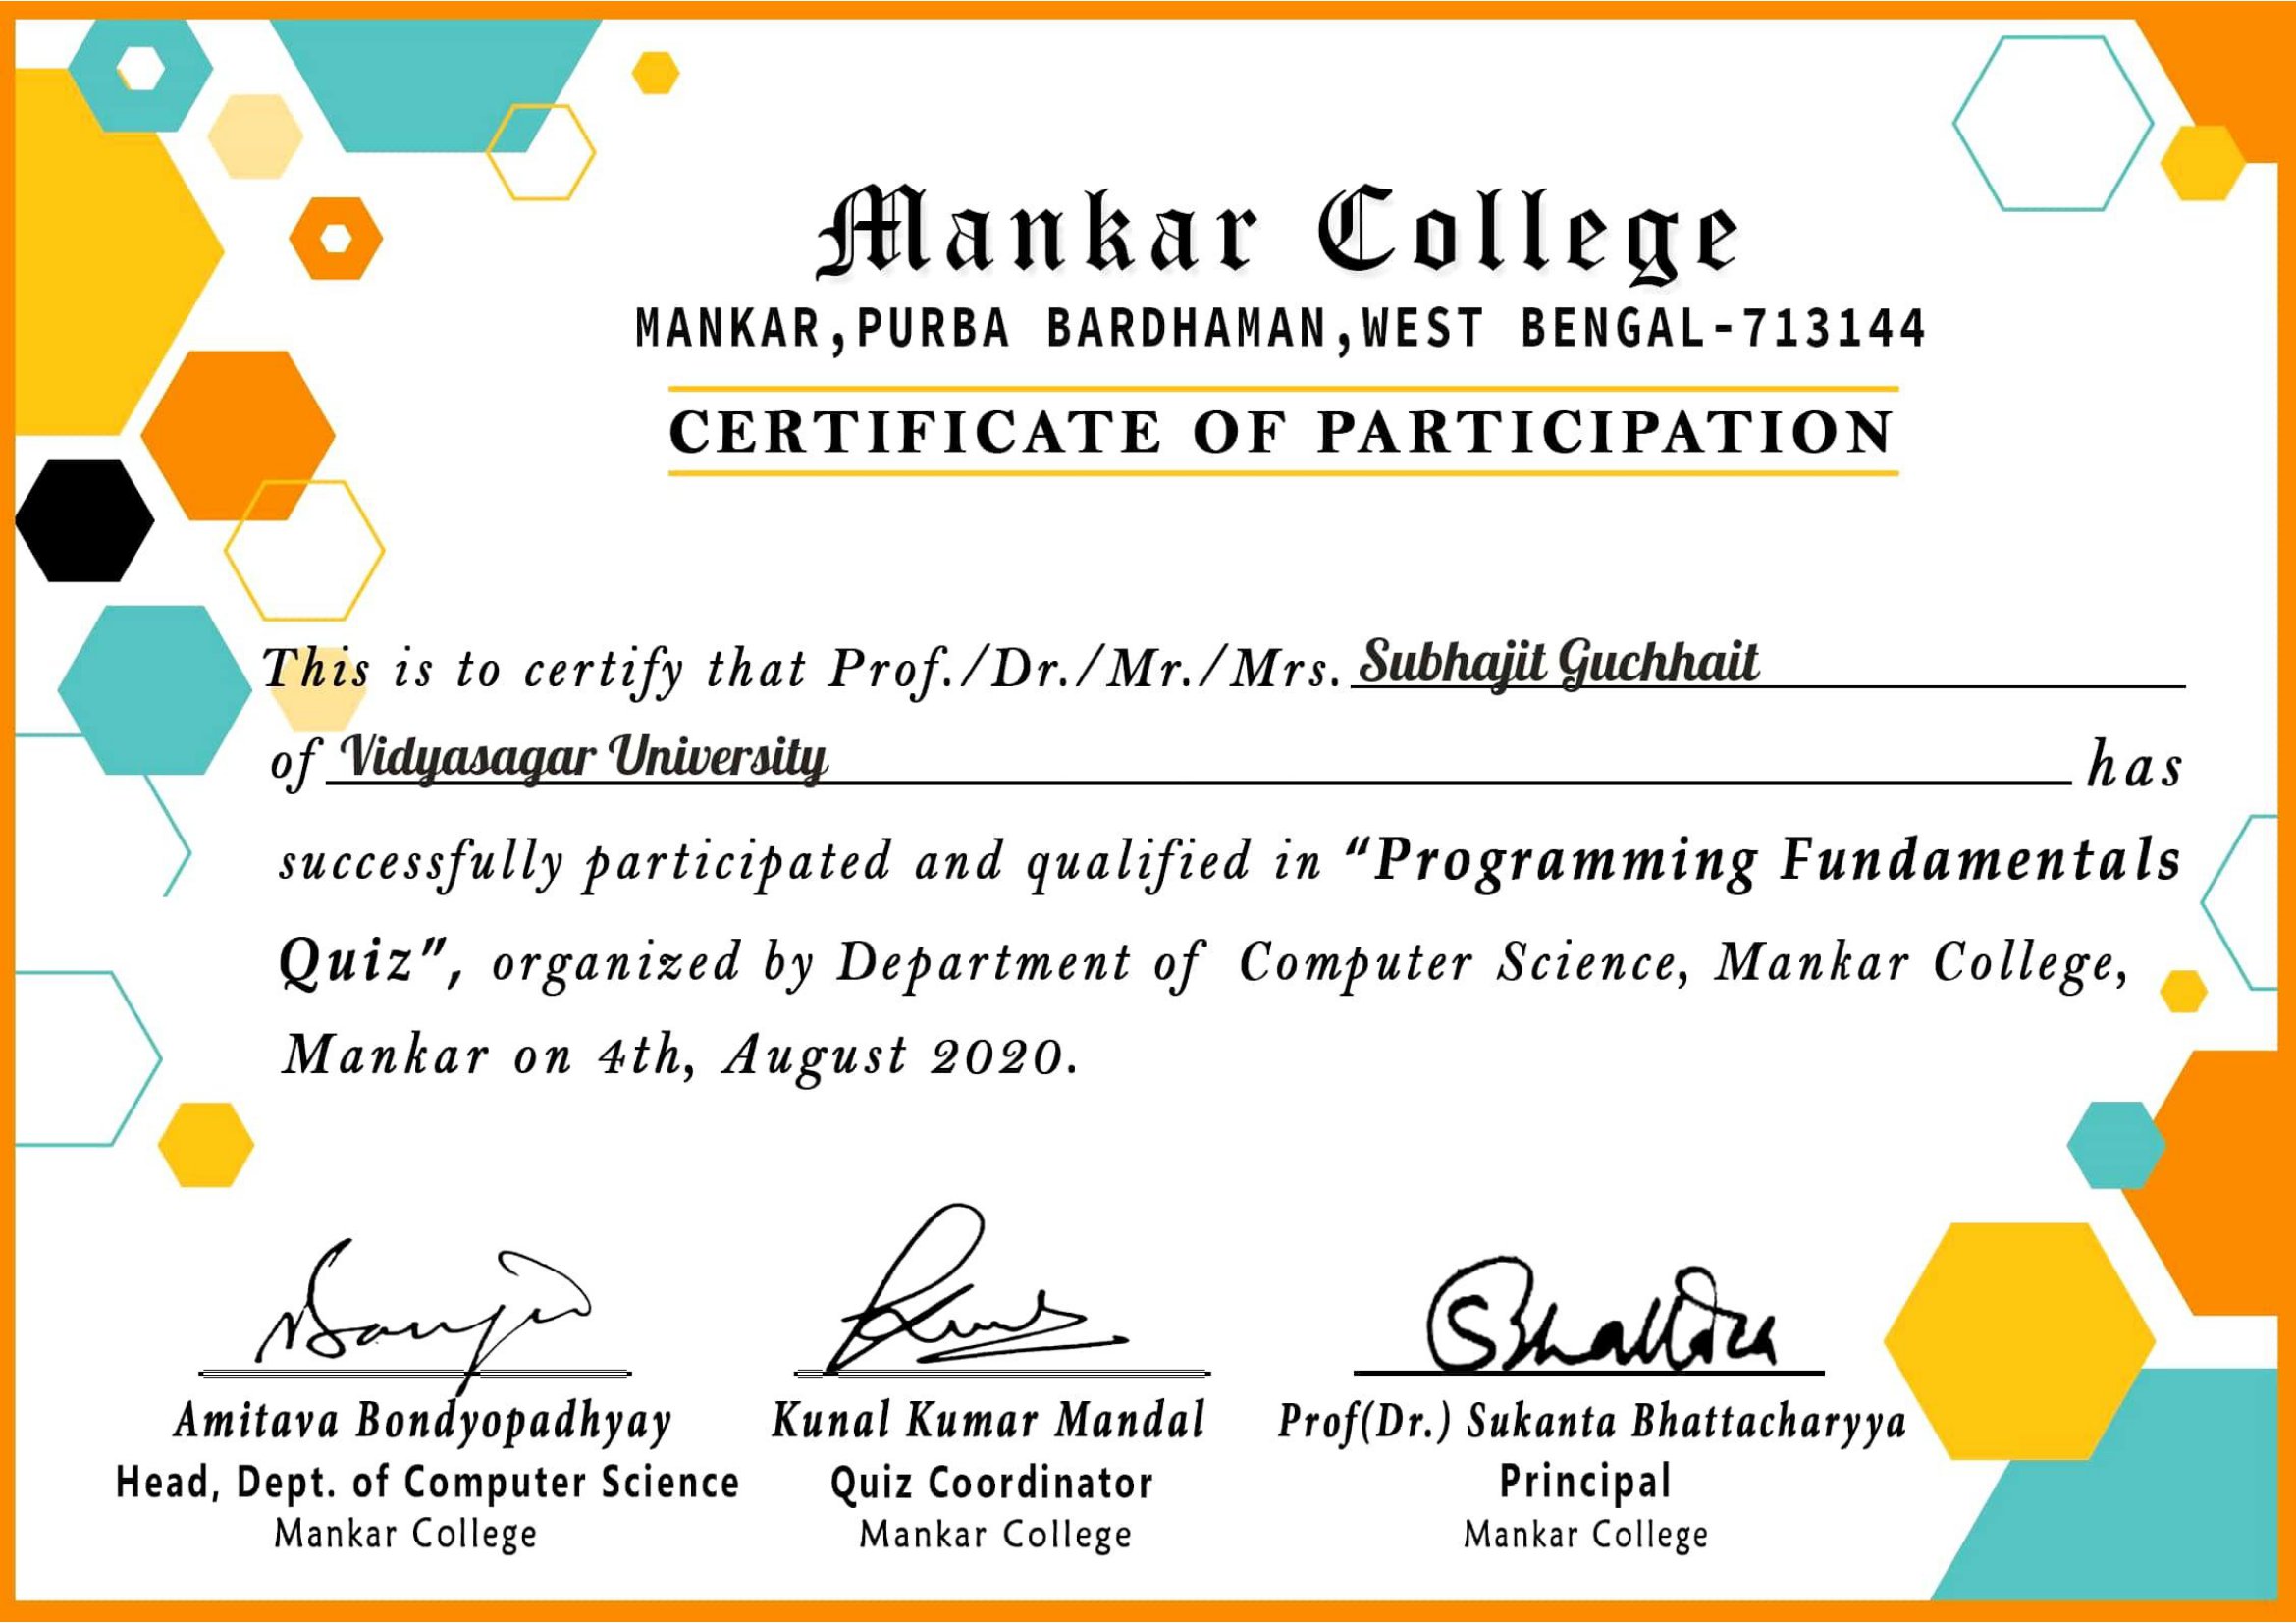 Mankar College
MANKAR,PURBA BARDHAMAN,WEST BENGAL-713144
CERTIFICATE OF PARTICIPATION
This is to certify that Prof./Dr./Mr./Mrs. Subhajit Guchhait
of Vidyasagar University has
successfully participated and qualified in “Programming Fundamentals
Quiz”, organized by Department of Computer Science, Mankar College,
Mankar on 4th, August 2020.
Amitava Bondyopadhyay
Head, Dept. of Computer Science
Mankar College
Kunal Kumar Mandal
Quiz Coordinator
Mankar College
Prof(Dr.) Sukanta Bhattacharyya
Principal
Mankar College